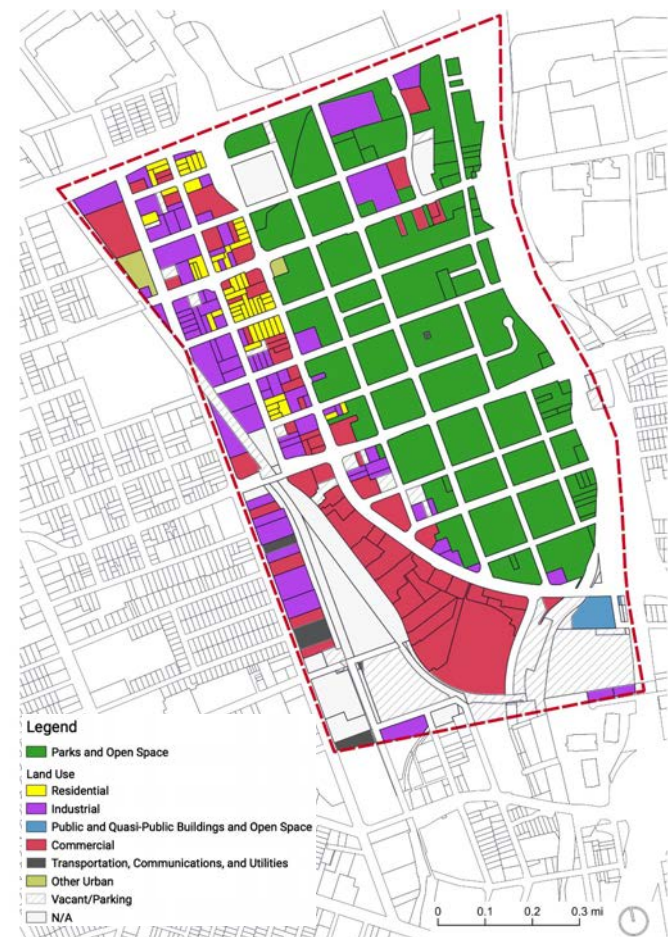 Legend
Parks and Open Space
Land Use
Residential
Industrial
Public and Quasi-Public Buildings and Open Space
Commercial
Transportation, Communications, and Utilities
Other Urban
Vacant/Parking
N/A
0 0.1 0.2 0.3 mi